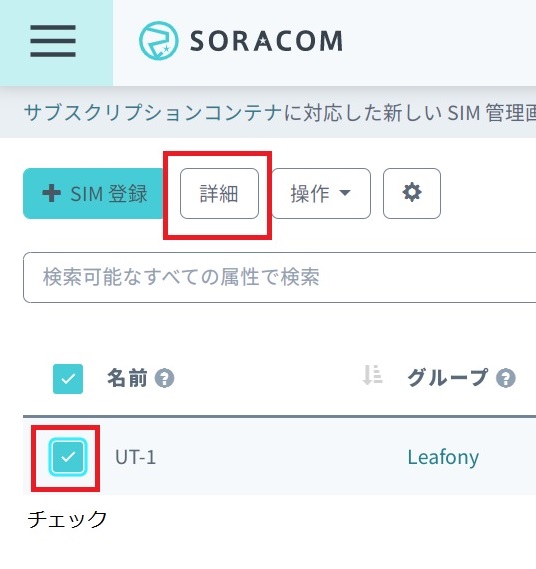 SORACOM
サブスクリプションコンテナに対応した新しい SIM 管理画
SIM 登録
詳細
操作
検索可能なすべての属性で検索
名前 ?
グループ ?
UT-1
Leafony
チェック